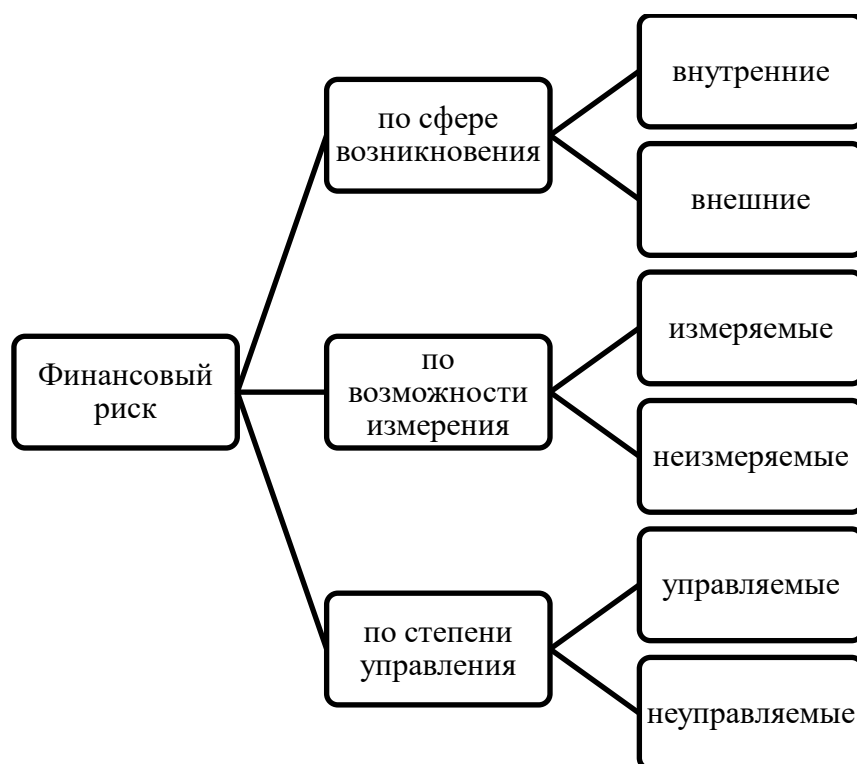 Финансовый
риск
по сфере
возникновения
внутренние
внешние
по
возможности
измерения
измеряемые
неизмеряемые
по степени
управления
управляемые
неуправляемые